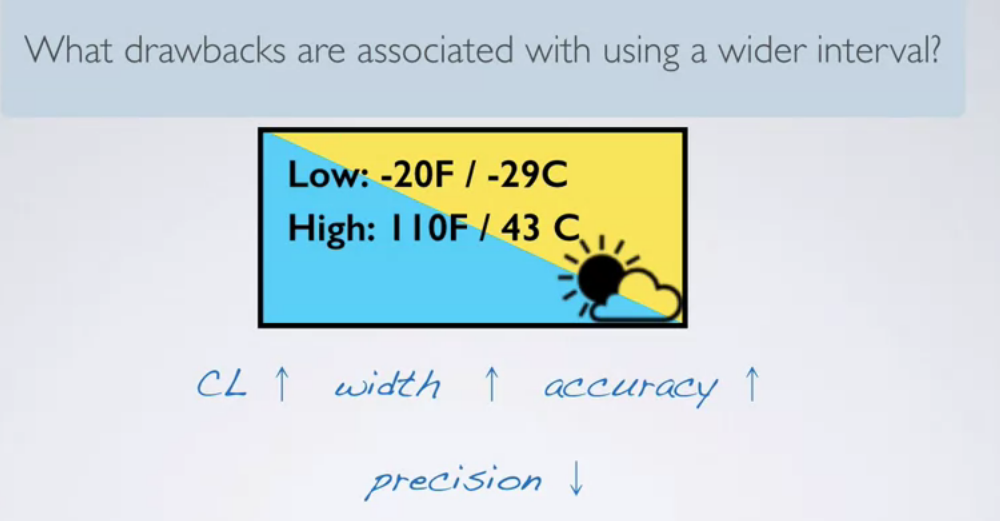 What drawbacks are associated with using a wider interval?
Low: -20F / -29C
High: 110F / 43 C
CL ↑ width ↑ accuracy ↑
precision ↓